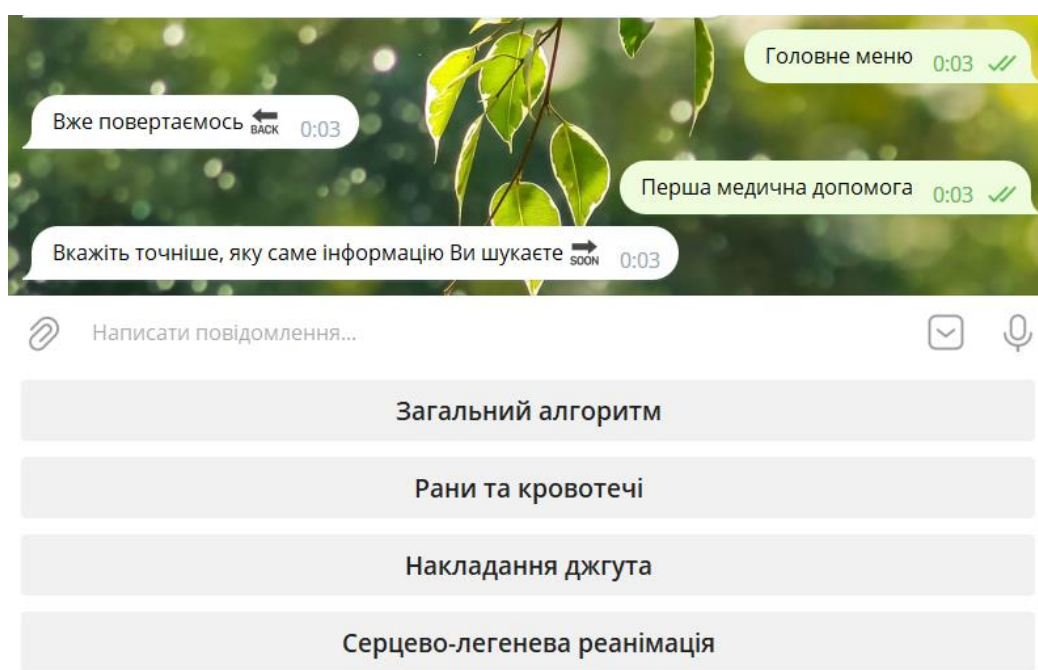 Головне меню 0:03
Вже повертаємось BACK 0:03
Перша медична допомога 0:03
Вкажіть точніше, яку саме інформацію Ви шукаєте SOON 0:03
Написати повідомлення...
Загальний алгоритм
Рани та кровотечі
Накладання джгута
Серцево-легенева реанімація